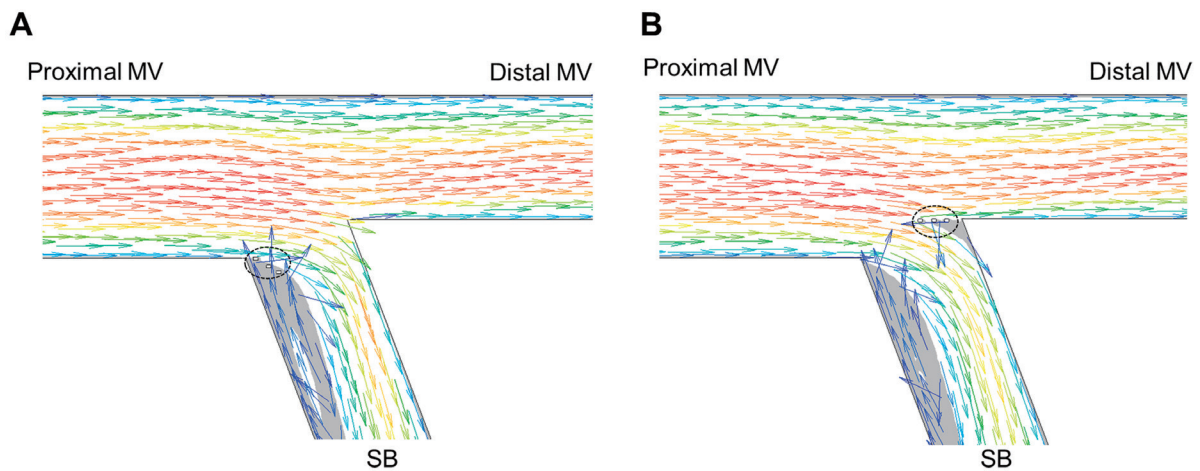 A
Proximal MV
Distal MV
SB
B
Proximal MV
Distal MV
SB